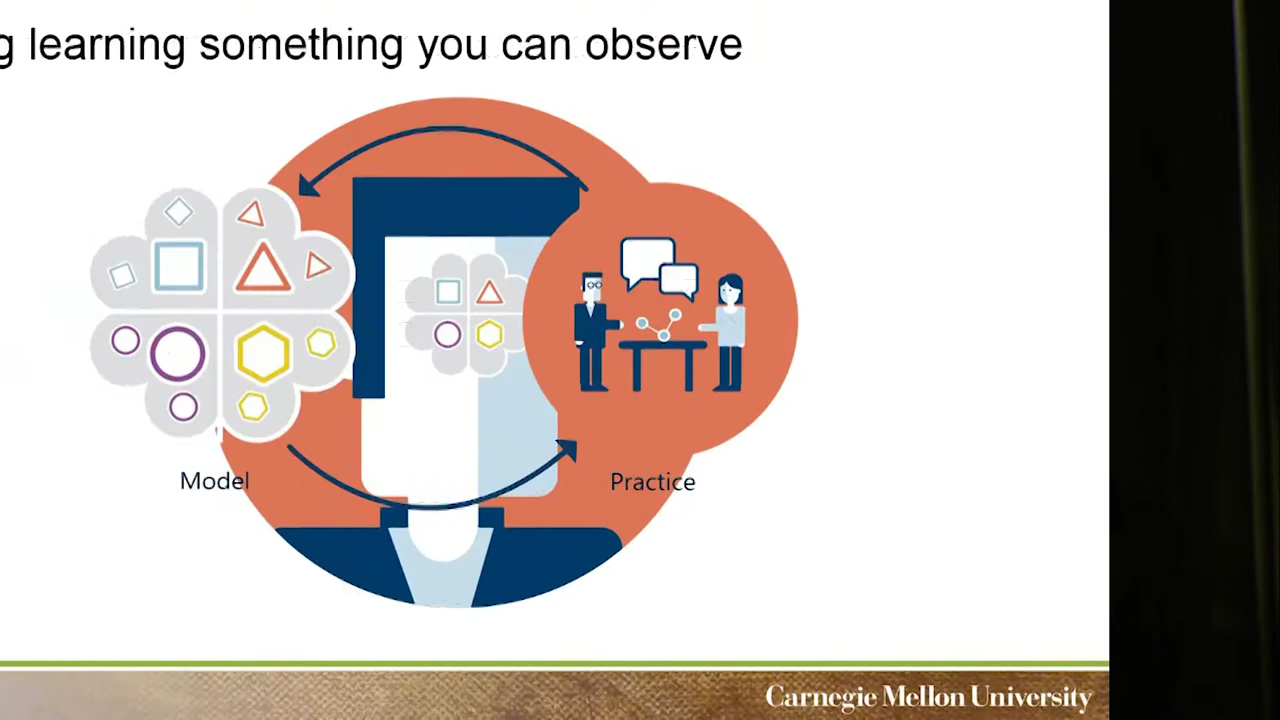 learning something you can observe
Model
Practice
Carnegie Mellon University